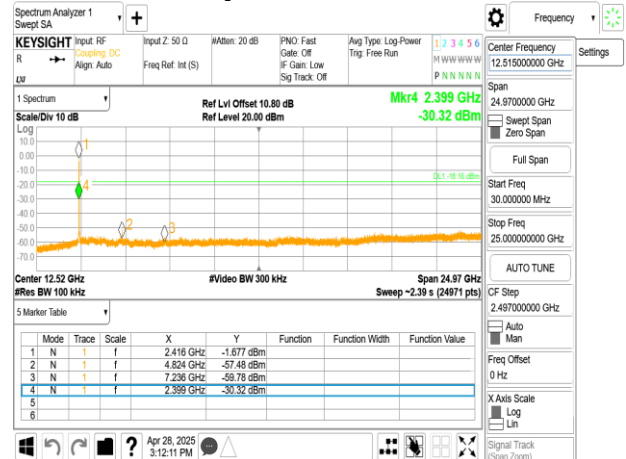 Spectrum Analyzer 1
Swept SA
+
Frequency
KEYSIGHT
R
Input: RF
Coupling: DC
Align: Auto
Input Z: 50 Ω
Freq Ref: Int (S)
#Atten: 20 dB
PNO: Fast
Gate: Off
IF Gain: Low
Sig Track: Off
Avg Type: Log-Power
Trig: Free Run
1 2 3 4 5 6
M W W W W W
P N N N N N
Center Frequency
12.515000000 GHz
Settings
1 Spectrum
Scale/Div 10 dB
Ref Lvl Offset 10.80 dB
Ref Level 20.00 dBm
Mkr4 2.399 GHz
-30.32 dBm
Span
24.9700000 GHz
Swept Span
Zero Span
Log
10.0
0.00
-10.0
-20.0
-30.0
-40.0
-50.0
-60.0
-70.0
1
4
2
3
DL1 -18.16 dBm
Full Span
Start Freq
30.000000 MHz
Stop Freq
25.000000000 GHz
AUTO TUNE
Center 12.52 GHz
#Res BW 100 kHz
#Video BW 300 kHz
Span 24.97 GHz
Sweep ~2.39 s (24971 pts)
CF Step
2.497000000 GHz
Auto
Man
5 Marker Table
Mode Trace Scale X Y Function Function Width Function Value
1 N 1 f 2.416 GHz -1.677 dBm
2 N 1 f 4.824 GHz -57.48 dBm
3 N 1 f 7.236 GHz -59.78 dBm
4 N 1 f 2.399 GHz -30.32 dBm
5
6
Freq Offset
0 Hz
X Axis Scale
Log
Lin
?
Apr 28, 2025
3:12:11 PM
Signal Track
(Span Zoom)